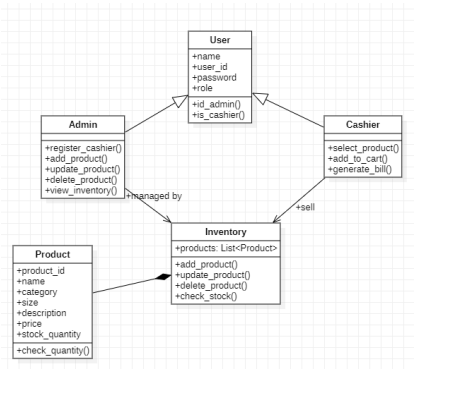 User
+name
+user_id
+password
+role
+id_admin()
+is_cashier()
Admin
+register_cashier()
+add_product()
+update_product()
+delete_product()
+view_inventory()
Cashier
+select_product()
+add_to_cart()
+generate_bill()
+managed by
+sell
Inventory
+products: List<Product>
+add_product()
+update_product()
+delete_product()
+check_stock()
Product
+product_id
+name
+category
+size
+description
+price
+stock_quantity
+check_quantity()